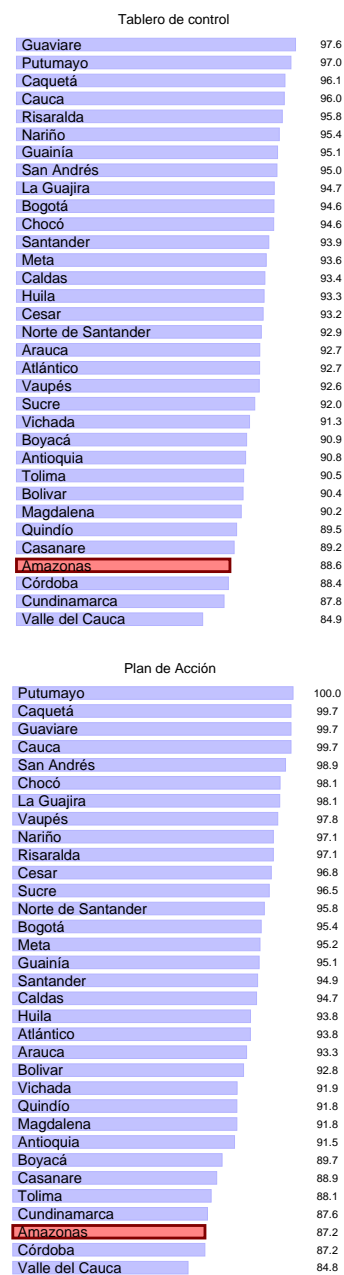 Tablero de control
Guaviare 97.6
Putumayo 97.0
Caquetá 96.1
Cauca 96.0
Risaralda 95.8
Nariño 95.4
Guainía 95.1
San Andrés 95.0
La Guajira 94.7
Bogotá 94.6
Chocó 94.6
Santander 93.9
Meta 93.6
Caldas 93.4
Huila 93.3
Cesar 93.2
Norte de Santander 92.9
Arauca 92.7
Atlántico 92.7
Vaupés 92.6
Sucre 92.0
Vichada 91.3
Boyacá 90.9
Antioquia 90.8
Tolima 90.5
Bolivar 90.4
Magdalena 90.2
Quindío 89.5
Casanare 89.2
Amazonas 88.6
Córdoba 88.4
Cundinamarca 87.8
Valle del Cauca 84.9
Plan de Acción
Putumayo 100.0
Caquetá 99.7
Guaviare 99.7
Cauca 99.7
San Andrés 98.9
Chocó 98.1
La Guajira 98.1
Vaupés 97.8
Nariño 97.1
Risaralda 97.1
Cesar 96.8
Sucre 96.5
Norte de Santander 95.8
Bogotá 95.4
Meta 95.2
Guainía 95.1
Santander 94.9
Caldas 94.7
Huila 93.8
Atlántico 93.8
Arauca 93.3
Bolivar 92.8
Vichada 91.9
Quindío 91.8
Magdalena 91.8
Antioquia 91.5
Boyacá 89.7
Casanare 88.9
Tolima 88.1
Cundinamarca 87.6
Amazonas 87.2
Córdoba 87.2
Valle del Cauca 84.8